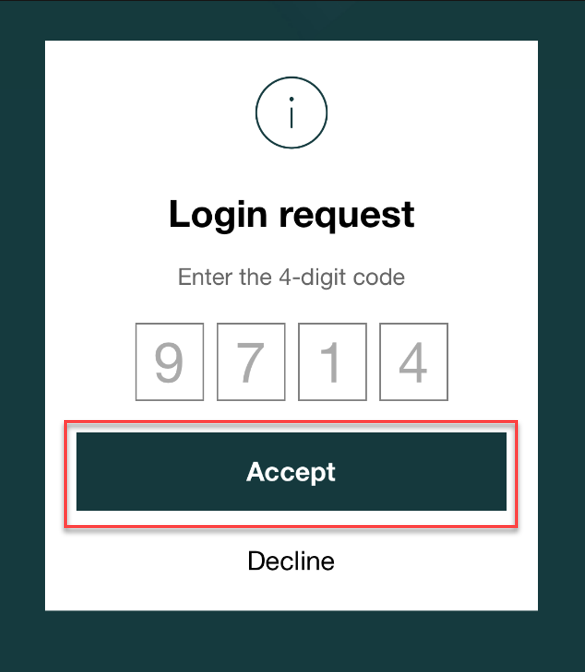 Login request
Enter the 4-digit code
9 7 1 4
Accept
Decline